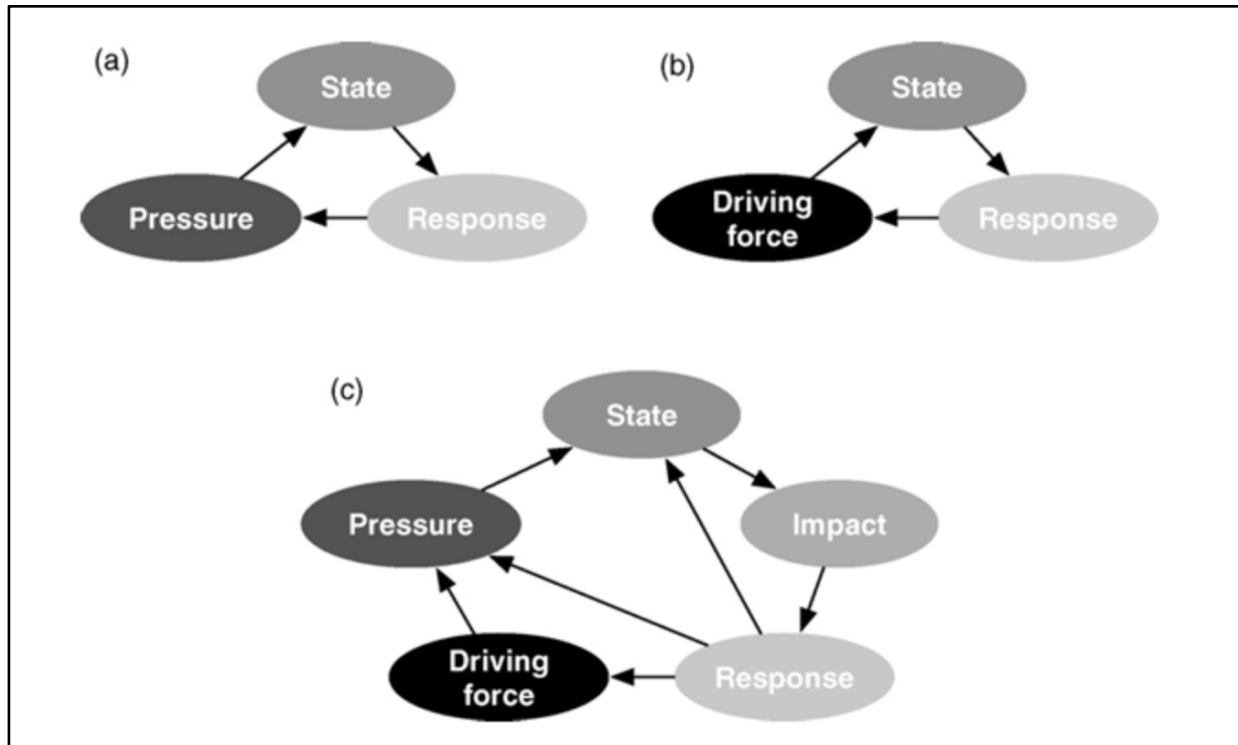 (a)
State
Pressure
Response
(b)
State
Driving
force
Response
(c)
State
Pressure
Impact
Driving
force
Response